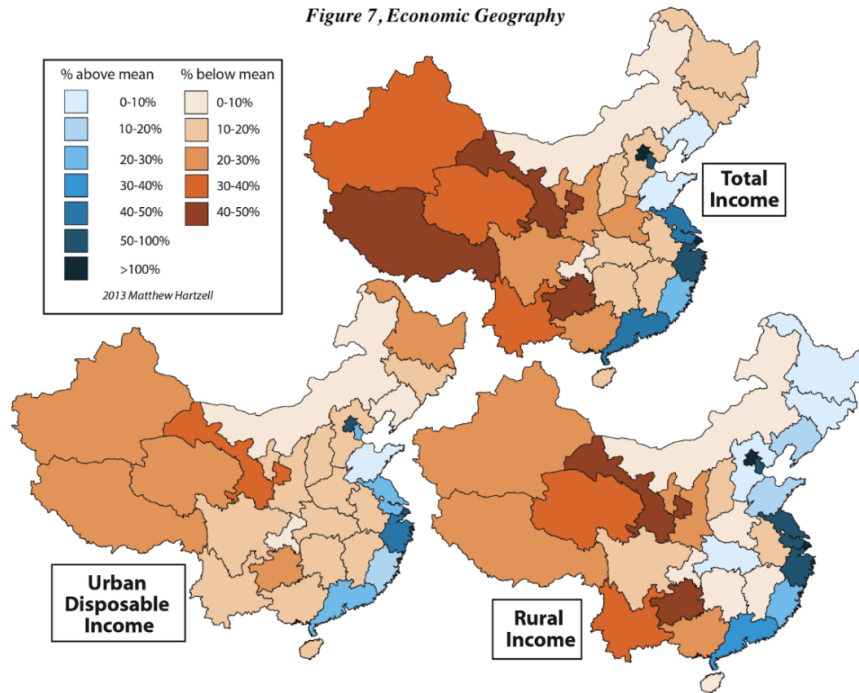 Figure 7, Economic Geography
% above mean % below mean
0-10% 0-10%
10-20% 10-20%
20-30% 20-30%
30-40% 30-40%
40-50% 40-50%
50-100%
>100%
2013 Matthew Hartzell
Total
Income
Urban
Disposable
Income
Rural
Income